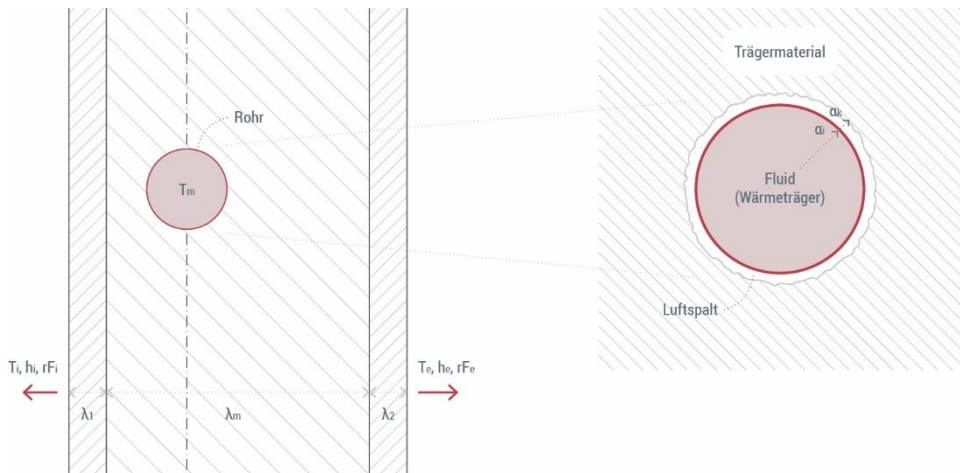 Rohr
Tm
Ti, hi, rFi
Te, he, rFe
λ1
λm
λ2
Trägermaterial
αk
αi
Fluid
(Wärmeträger)
Luftspalt